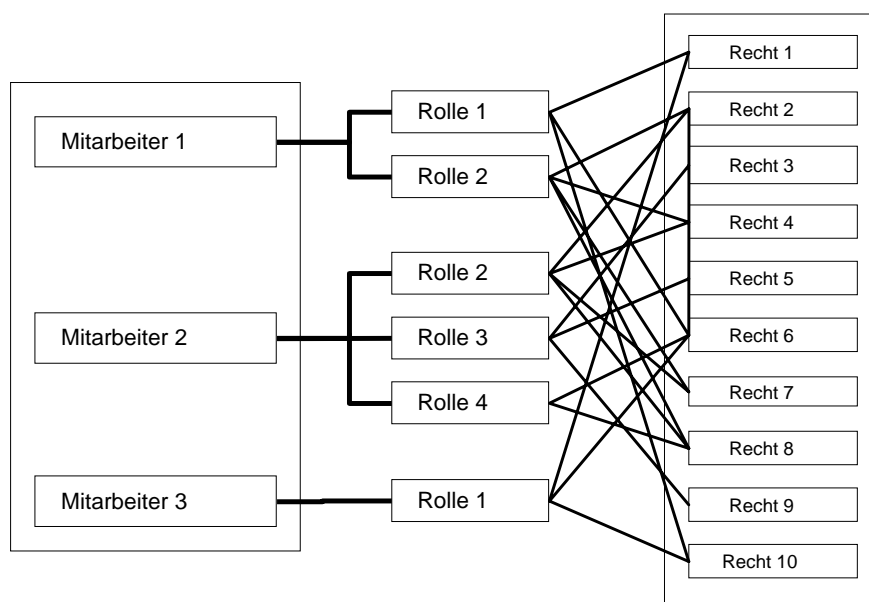 Mitarbeiter 1
Mitarbeiter 2
Mitarbeiter 3
Rolle 1
Rolle 2
Rolle 2
Rolle 3
Rolle 4
Rolle 1
Recht 1
Recht 2
Recht 3
Recht 4
Recht 5
Recht 6
Recht 7
Recht 8
Recht 9
Recht 10